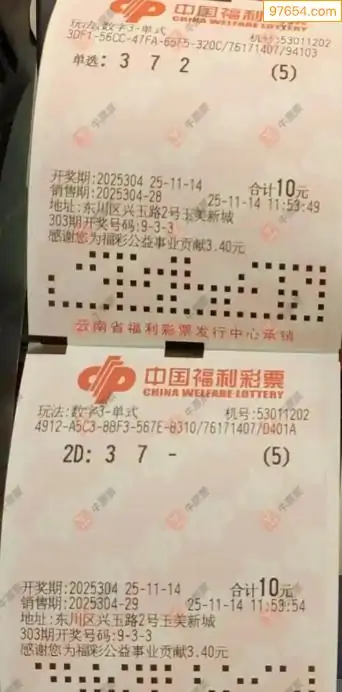 97654.com
中国福利彩票
CHINA WELFARE LOTTERY
玩法:数字3-单式 机号:53011202
3DF1-56CC-47FA-65F5-320C/76171407/94103
单选: 3 7 2 (5)
开奖期:2025304 25-11-14 合计10元
销售期:2025304-28 25-11-14 11:53:49
地址:东川区兴玉路2号玉美新城
303期开奖号码:9-3-3
感谢您为福彩公益事业贡献3.40元
云南省福利彩票发行中心承销
中国福利彩票
CHINA WELFARE LOTTERY
玩法:数字3-单式 机号:53011202
4912-A5C3-8BF3-567E-8310/76171407/0401A
2D: 3 7 - (5)
开奖期:2025304 25-11-14 合计10元
销售期:2025304-29 25-11-14 11:53:54
地址:东川区兴玉路2号玉美新城
303期开奖号码:9-3-3
感谢您为福彩公益事业贡献3.40元